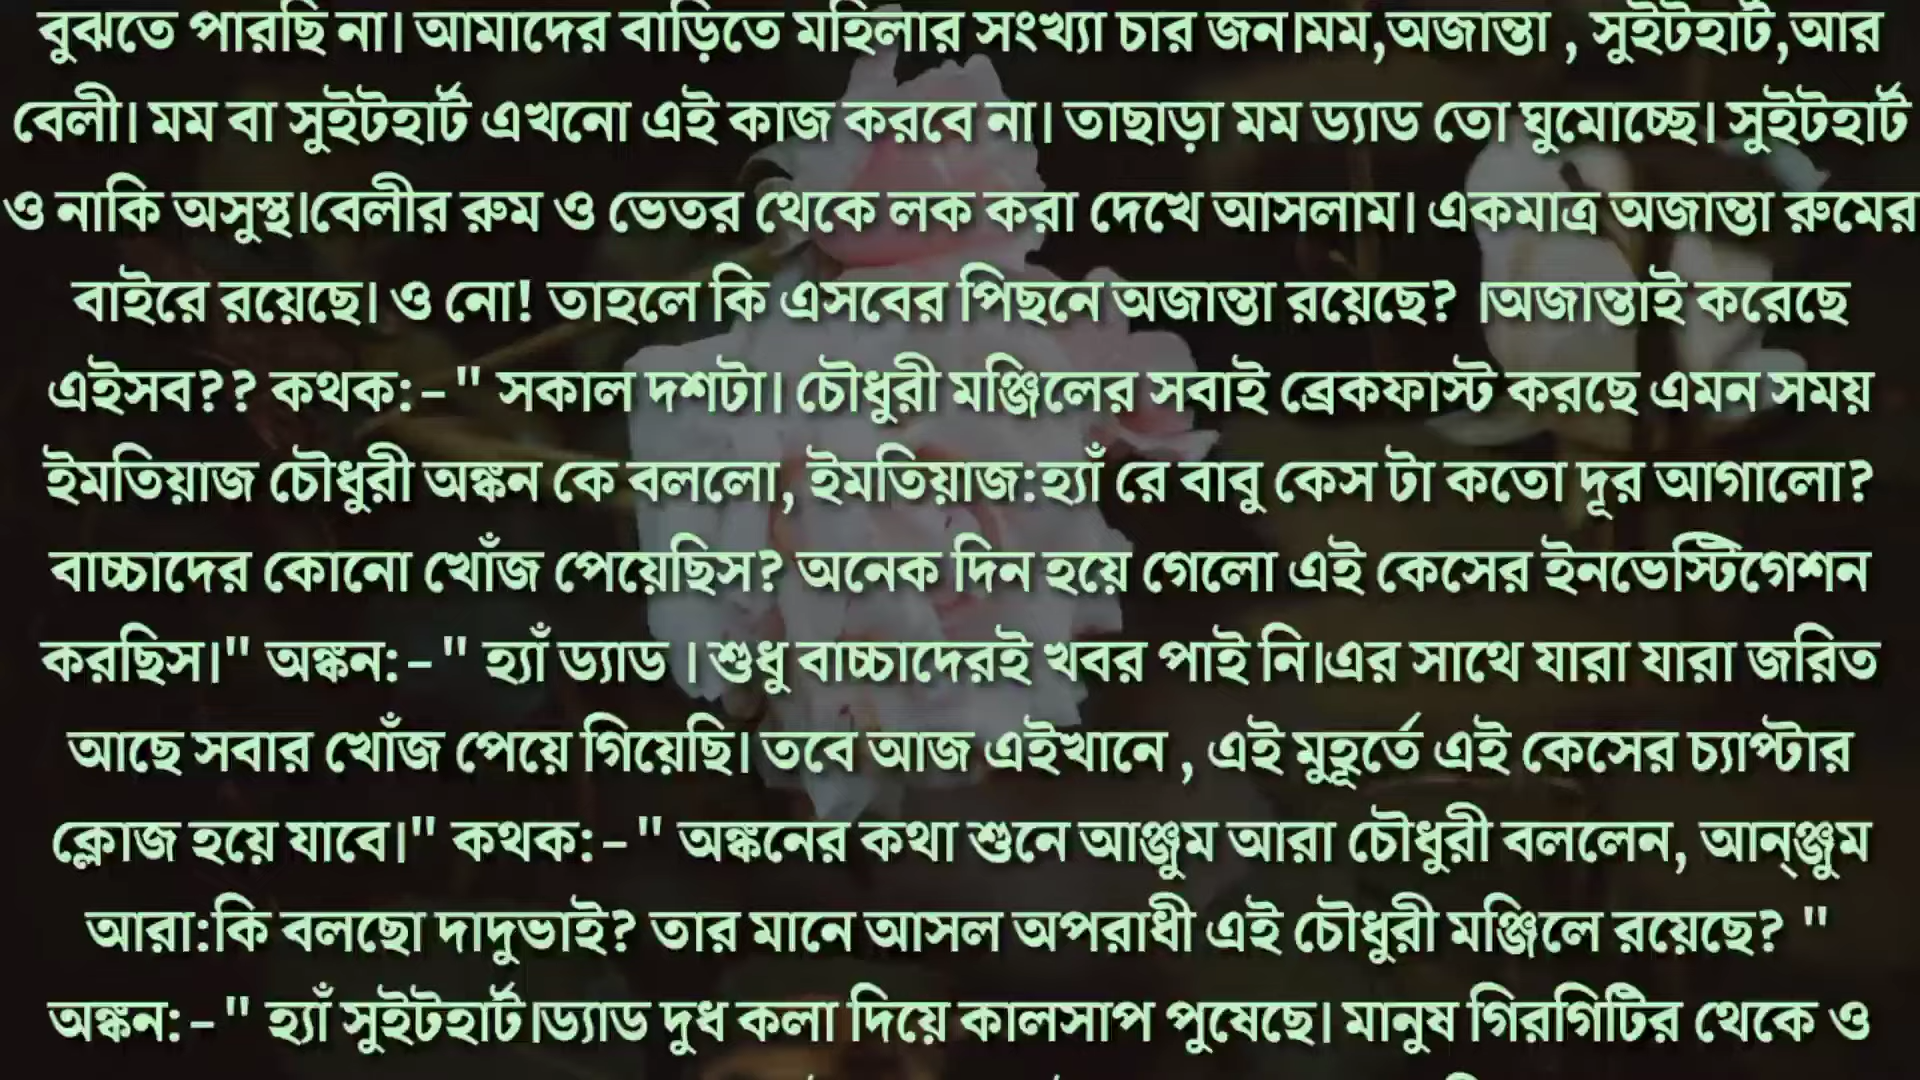 বুঝতে পারছি না। আমাদের বাড়িতে মহিলার সংখ্যা চার জন।মম,অজান্তা , সুইটহার্ট,আর
বেলী। মম বা সুইটহার্ট এখনো এই কাজ করবে না। তাছাড়া মম ড্যাড তো ঘুমোচ্ছে। সুইটহার্ট
ও নাকি অসুস্থ।বেলীর রুম ও ভেতর থেকে লক করা দেখে আসলাম। একমাত্র অজান্তা রুমের
বাইরে রয়েছে। ও নো! তাহলে কি এসবের পিছনে অজান্তা রয়েছে? ।অজান্তাই করেছে
এইসব?? কথক:-" সকাল দশটা। চৌধুরী মঞ্জিলের সবাই ব্রেকফাস্ট করছে এমন সময়
ইমতিয়াজ চৌধুরী অঙ্কন কে বললো, ইমতিয়াজ:হ্যাঁ রে বাবু কেস টা কতো দূর আগালো?
বাচ্চাদের কোনো খোঁজ পেয়েছিস? অনেক দিন হয়ে গেলো এই কেসের ইনভেস্টিগেশন
করছিস।" অঙ্কন:-" হ্যাঁ ড্যাড । শুধু বাচ্চাদেরই খবর পাই নি।এর সাথে যারা যারা জরিত
আছে সবার খোঁজ পেয়ে গিয়েছি। তবে আজ এইখানে , এই মুহূর্তে এই কেসের চ্যাপ্টার
ক্লোজ হয়ে যাবে।" কথক:-" অঙ্কনের কথা শুনে আঞ্জুম আরা চৌধুরী বললেন, আন্ঞ্জুম
আরা:কি বলছো দাদুভাই? তার মানে আসল অপরাধী এই চৌধুরী মঞ্জিলে রয়েছে? "
অঙ্কন:-" হ্যাঁ সুইটহার্ট।ড্যাড দুধ কলা দিয়ে কালসাপ পুষেছে। মানুষ গিরগিটির থেকে ও